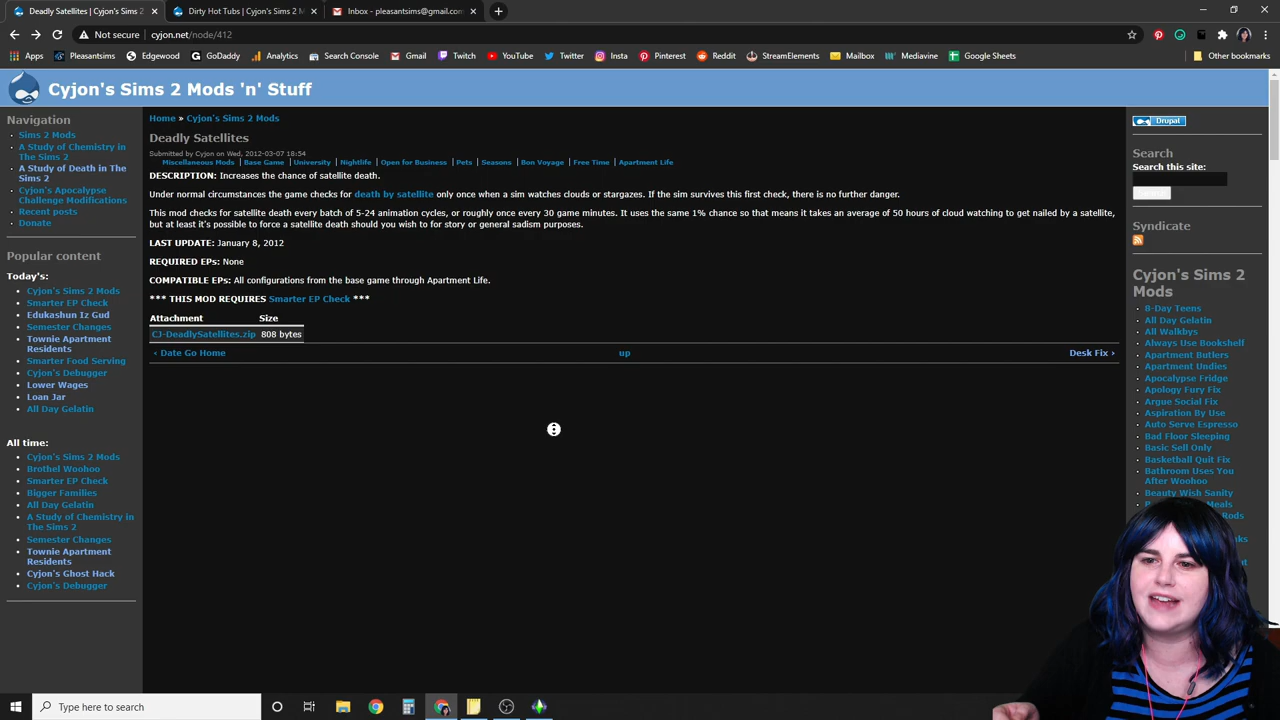 Deadly Satellites | Cyjon's Sims 2
Dirty Hot Tubs | Cyjon's Sims 2 M
Inbox - pleasantsims@gmail.com
Not secure
cyjon.net/node/412
Apps
Pleasantsims
Edgewood
GoDaddy
Analytics
Search Console
Gmail
Twitch
YouTube
Twitter
Insta
Pinterest
Reddit
StreamElements
Mailbox
Mediavine
Google Sheets
Other bookmarks
Cyjon's Sims 2 Mods 'n' Stuff
Navigation
Sims 2 Mods
A Study of Chemistry in
The Sims 2
A Study of Death in The
Sims 2
Cyjon's Apocalypse
Challenge Modifications
Recent posts
Donate
Popular content
Today's:
Cyjon's Sims 2 Mods
Smarter EP Check
Edukashun Iz Gud
Semester Changes
Townie Apartment
Residents
Smarter Food Serving
Cyjon's Debugger
Lower Wages
Loan Jar
All Day Gelatin
All time:
Cyjon's Sims 2 Mods
Brothel Woohoo
Smarter EP Check
Bigger Families
All Day Gelatin
A Study of Chemistry in
The Sims 2
Semester Changes
Townie Apartment
Residents
Cyjon's Ghost Hack
Cyjon's Debugger
Home » Cyjon's Sims 2 Mods
Deadly Satellites
Submitted by Cyjon on Wed, 2012-03-07 18:54
Miscellaneous Mods | Base Game | University | Nightlife | Open for Business | Pets | Seasons | Bon Voyage | Free Time | Apartment Life
DESCRIPTION: Increases the chance of satellite death.
Under normal circumstances the game checks for death by satellite only once when a sim watches clouds or stargazes. If the sim survives this first check, there is no further danger.
This mod checks for satellite death every batch of 5-24 animation cycles, or roughly once every 30 game minutes. It uses the same 1% chance so that means it takes an average of 50 hours of cloud watching to get nailed by a satellite,
but at least it's possible to force a satellite death should you wish to for story or general sadism purposes.
LAST UPDATE: January 8, 2012
REQUIRED EPs: None
COMPATIBLE EPs: All configurations from the base game through Apartment Life.
*** THIS MOD REQUIRES Smarter EP Check ***
Attachment Size
CJ-DeadlySatellites.zip 808 bytes
‹ Date Go Home
up
Desk Fix ›
Drupal
Search
Search this site:
Syndicate
Cyjon's Sims 2
Mods
B-Day Teens
All Day Gelatin
All Walkbys
Always Use Bookshelf
Apartment Butlers
Apartment Undies
Apocalypse Fridge
Apology Fury Fix
Argue Social Fix
Aspiration By Use
Auto Serve Espresso
Bad Floor Sleeping
Basic Sell Only
Basketball Quit Fix
Bathroom Uses You
After Woohoo
Beauty Wish Sanity
Meals
Rods
Type here to search